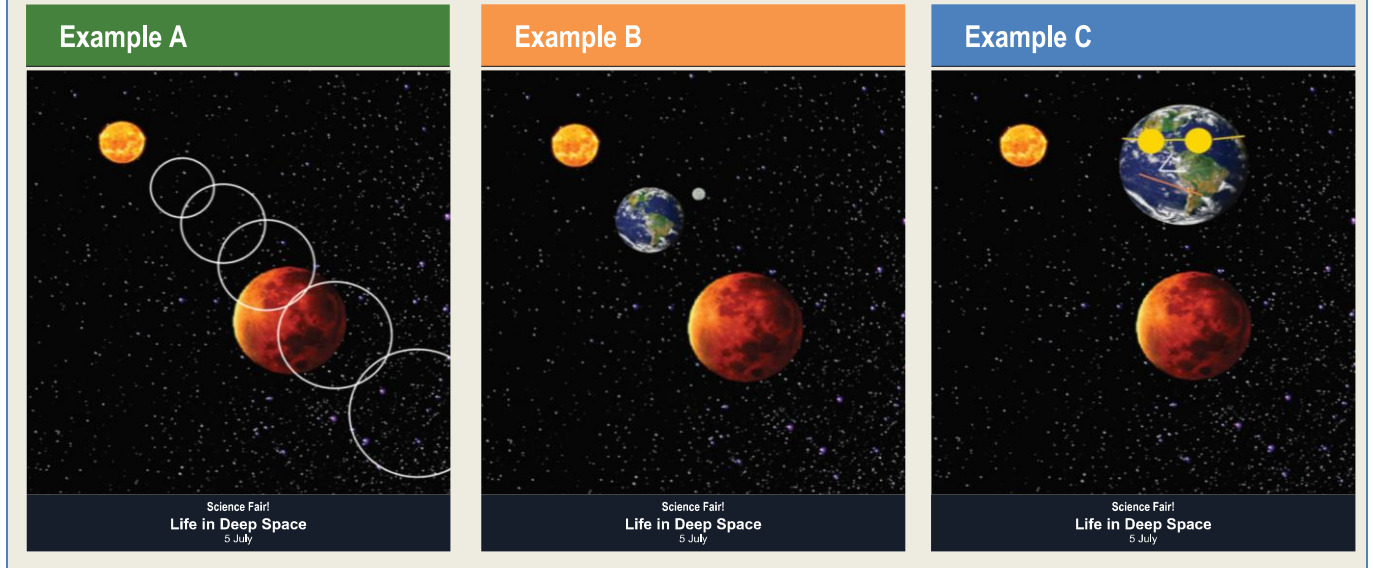 Example A
Example B
Example C
Science Fair!
Life in Deep Space
5 July
Science Fair!
Life in Deep Space
5 July
Science Fair!
Life in Deep Space
5 July